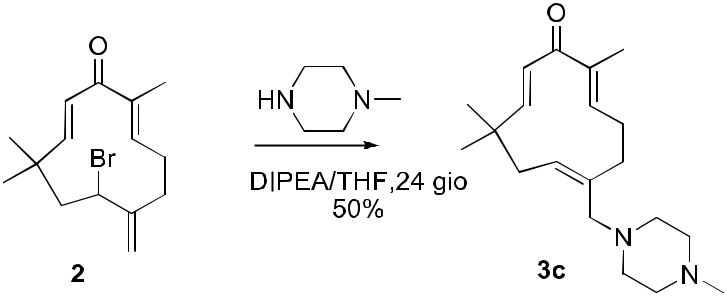 O
Br
2
HN
N
DIPEA/THF,24 gio
50%
O
N
N
3c